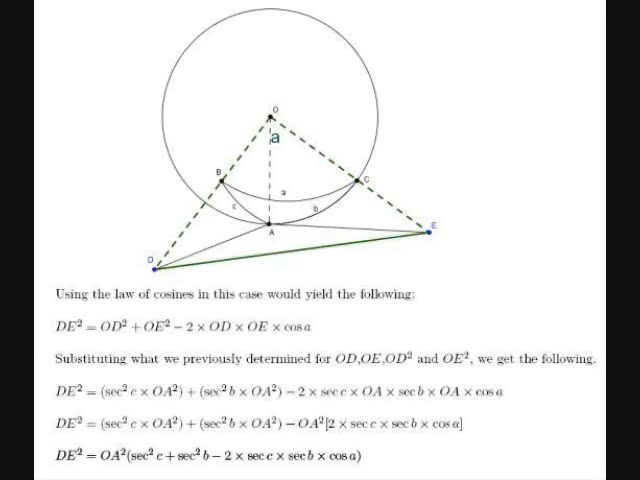 O
a
B
C
a
c
b
A
E
D
Using the law of cosines in this case would yield the following:
DE² = OD² + OE² − 2 × OD × OE × cos a
Substituting what we previously determined for OD,OE,OD² and OE², we get the following.
DE² = (sec² c × OA²) + (sec² b × OA²) − 2 × sec c × OA × sec b × OA × cos a
DE² = (sec² c × OA²) + (sec² b × OA²) − OA²[2 × sec c × sec b × cos a]
DE² = OA²(sec² c + sec² b − 2 × sec c × sec b × cos a)